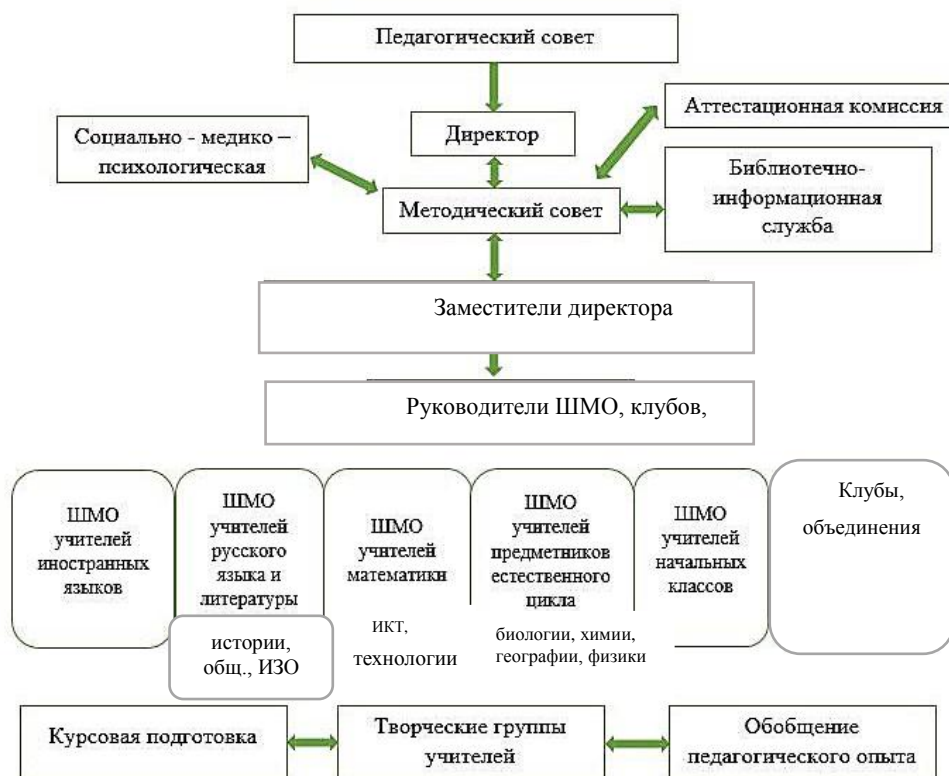 Педагогический совет
Аттестационная комиссия
Социально - медико –
психологическая
Директор
Библиотечно-
информационная
служба
Методический совет
Заместители директора
Руководители ШМО, клубов,
ШМО
учителей
иностранных
языков
ШМО
учителей
русского
языка и
литературы
истории,
общ., ИЗО
ШМО
учителей
математики
икт,
технологии
ШМО
учителей
предметников
естественного
цикла
биологии, химии,
географии, физики
ШМО
учителей
начальных
классов
Клубы,
объединения
Курсовая подготовка
Творческие группы
учителей
Обобщение
педагогического опыта